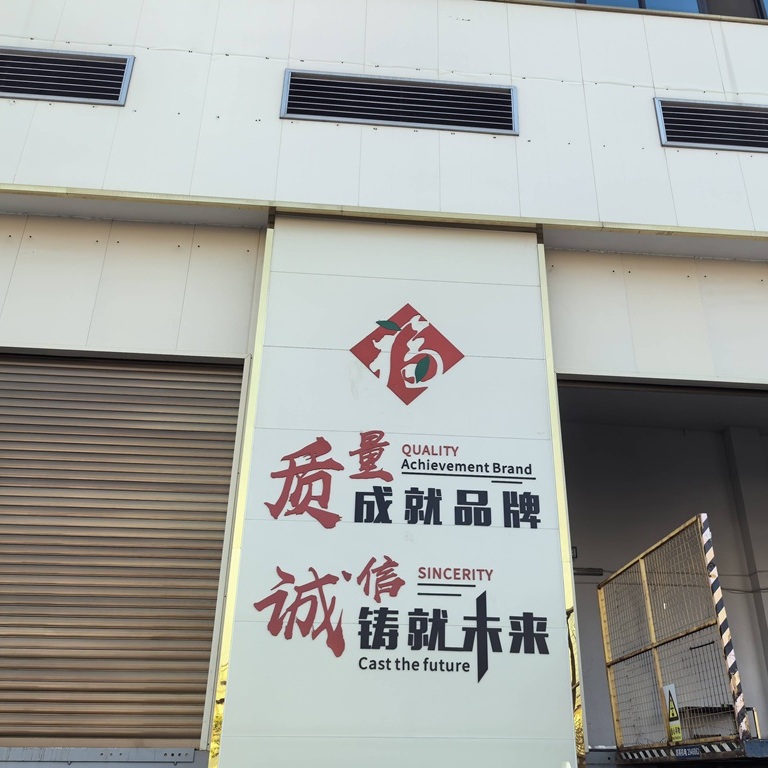 福
质量
QUALITY
Achievement Brand
成就品牌
诚信
SINCERITY
铸就未来
Cast the future